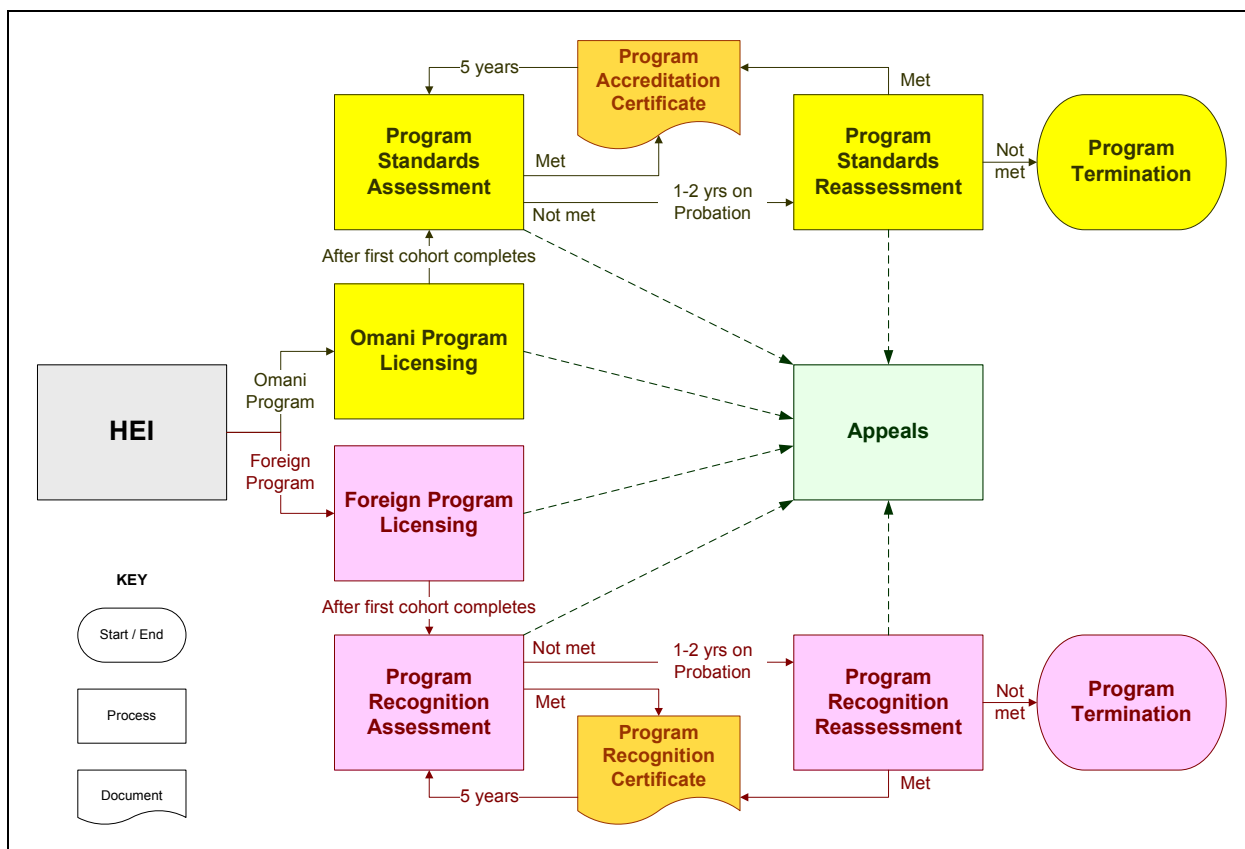 Program
Accreditation
Certificate
5 years
Met
Program
Standards
Assessment
Met
Not met
1-2 yrs on
Probation
Program
Standards
Reassessment
Not
met
Program
Termination
After first cohort completes
Omani Program
Licensing
Omani
Program
HEI
Appeals
Foreign
Program
Foreign Program
Licensing
After first cohort completes
Program
Recognition
Assessment
Not met
1-2 yrs on
Probation
Met
Program
Recognition
Reassessment
Not
met
Program
Termination
Program
Recognition
Certificate
5 years
Met
KEY
Start / End
Process
Document